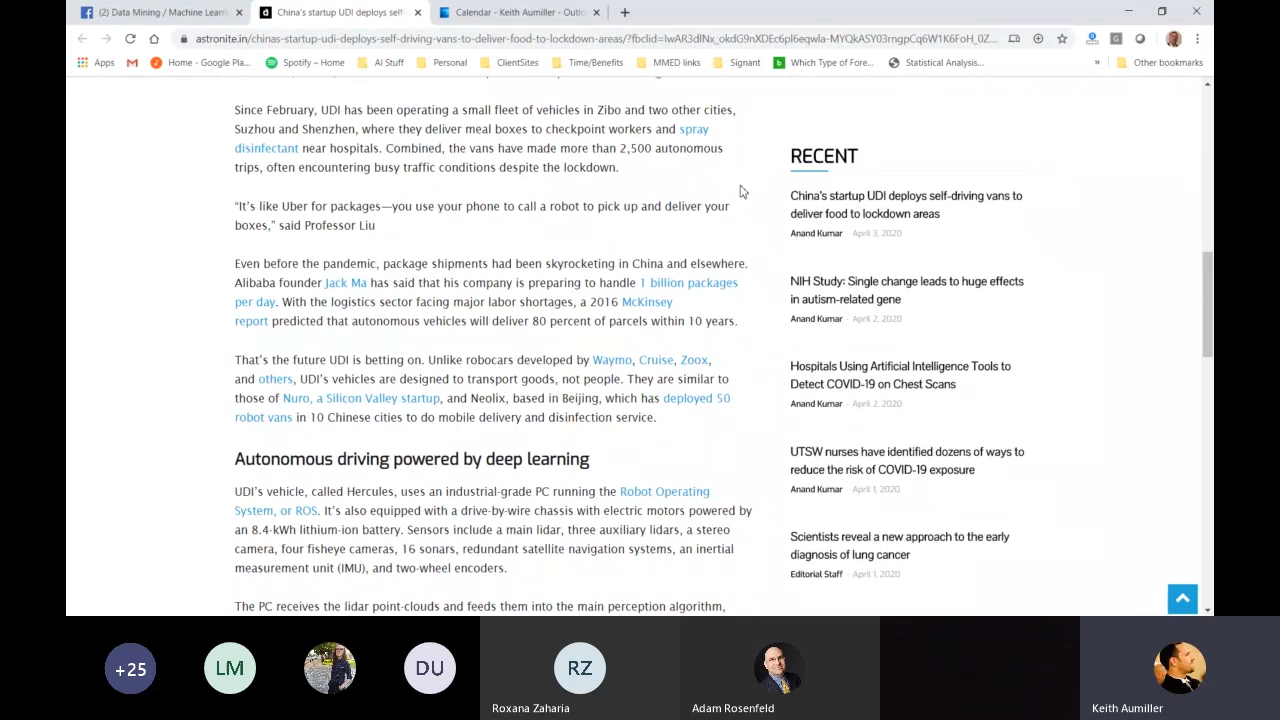 (2) Data Mining / Machine Learn
China's startup UDI deploys self-
Calendar - Keith Aumiller - Outlo
astronite.in/chinas-startup-udi-deploys-self-driving-vans-to-deliver-food-to-lockdown-areas/?fbclid=
Apps
Home - Google Pla...
Spotify – Home
AI Stuff
Personal
ClientSites
Time/Benefits
MMED links
Signant
Which Type of Fore...
Statistical Analysis...
»
Other bookmarks
Since February, UDI has been operating a small fleet of vehicles in Zibo and two other cities,
Suzhou and Shenzhen, where they deliver meal boxes to checkpoint workers and spray
disinfectant near hospitals. Combined, the vans have made more than 2,500 autonomous
trips, often encountering busy traffic conditions despite the lockdown.
“It’s like Uber for packages—you use your phone to call a robot to pick up and deliver your
boxes,” said Professor Liu
Even before the pandemic, package shipments had been skyrocketing in China and elsewhere.
Alibaba founder Jack Ma has said that his company is preparing to handle 1 billion packages
per day. With the logistics sector facing major labor shortages, a 2016 McKinsey
report predicted that autonomous vehicles will deliver 80 percent of parcels within 10 years.
That’s the future UDI is betting on. Unlike robocars developed by Waymo, Cruise, Zoox,
and others, UDI’s vehicles are designed to transport goods, not people. They are similar to
those of Nuro, a Silicon Valley startup, and Neolix, based in Beijing, which has deployed 50
robot vans in 10 Chinese cities to do mobile delivery and disinfection service.
Autonomous driving powered by deep learning
UDI’s vehicle, called Hercules, uses an industrial-grade PC running the Robot Operating
System, or ROS. It’s also equipped with a drive-by-wire chassis with electric motors powered by
an 8.4-kWh lithium-ion battery. Sensors include a main lidar, three auxiliary lidars, a stereo
camera, four fisheye cameras, 16 sonars, redundant satellite navigation systems, an inertial
measurement unit (IMU), and two-wheel encoders.
The PC receives the lidar point-clouds and feeds them into the main perception algorithm,
RECENT
China’s startup UDI deploys self-driving vans to
deliver food to lockdown areas
Anand Kumar - April 3, 2020
NIH Study: Single change leads to huge effects
in autism-related gene
Anand Kumar - April 2, 2020
Hospitals Using Artificial Intelligence Tools to
Detect COVID-19 on Chest Scans
Anand Kumar - April 2, 2020
UTSW nurses have identified dozens of ways to
reduce the risk of COVID-19 exposure
Anand Kumar - April 1, 2020
Scientists reveal a new approach to the early
diagnosis of lung cancer
Editorial Staff - April 1, 2020
+25
LM
DU
RZ
Roxana Zaharia
Adam Rosenfeld
Keith Aumiller